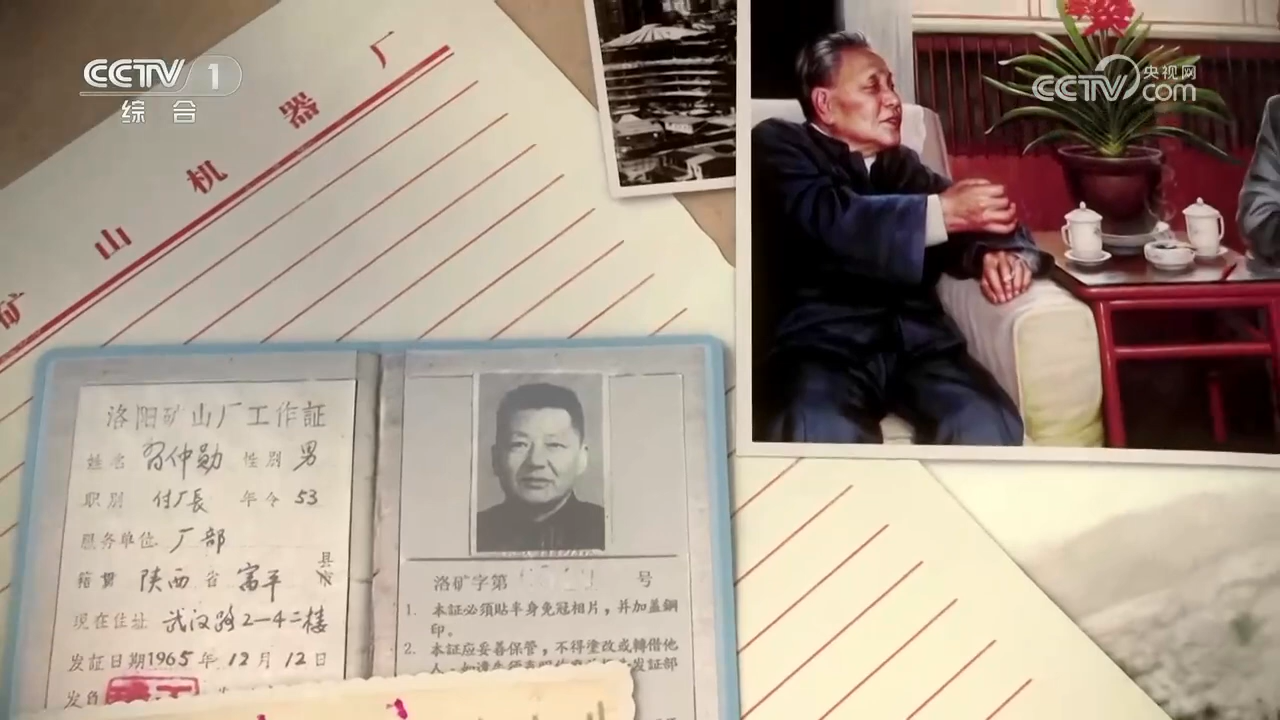 CCTV 1
综合
央视网
CCTV.com
矿山机器厂
洛阳矿山厂工作証
姓名 習仲勋 性别 男
职别 付厂長 年令 53
服务单位 厂部
籍貫 陕西省富平县
现在住址 武汉路2-4二楼
发证日期1965年12月12日
洛矿字第 号
1. 本証必須貼半身免冠相片，并加盖鋼
印。
2. 本証应妥善保管，不得塗改或轉借他